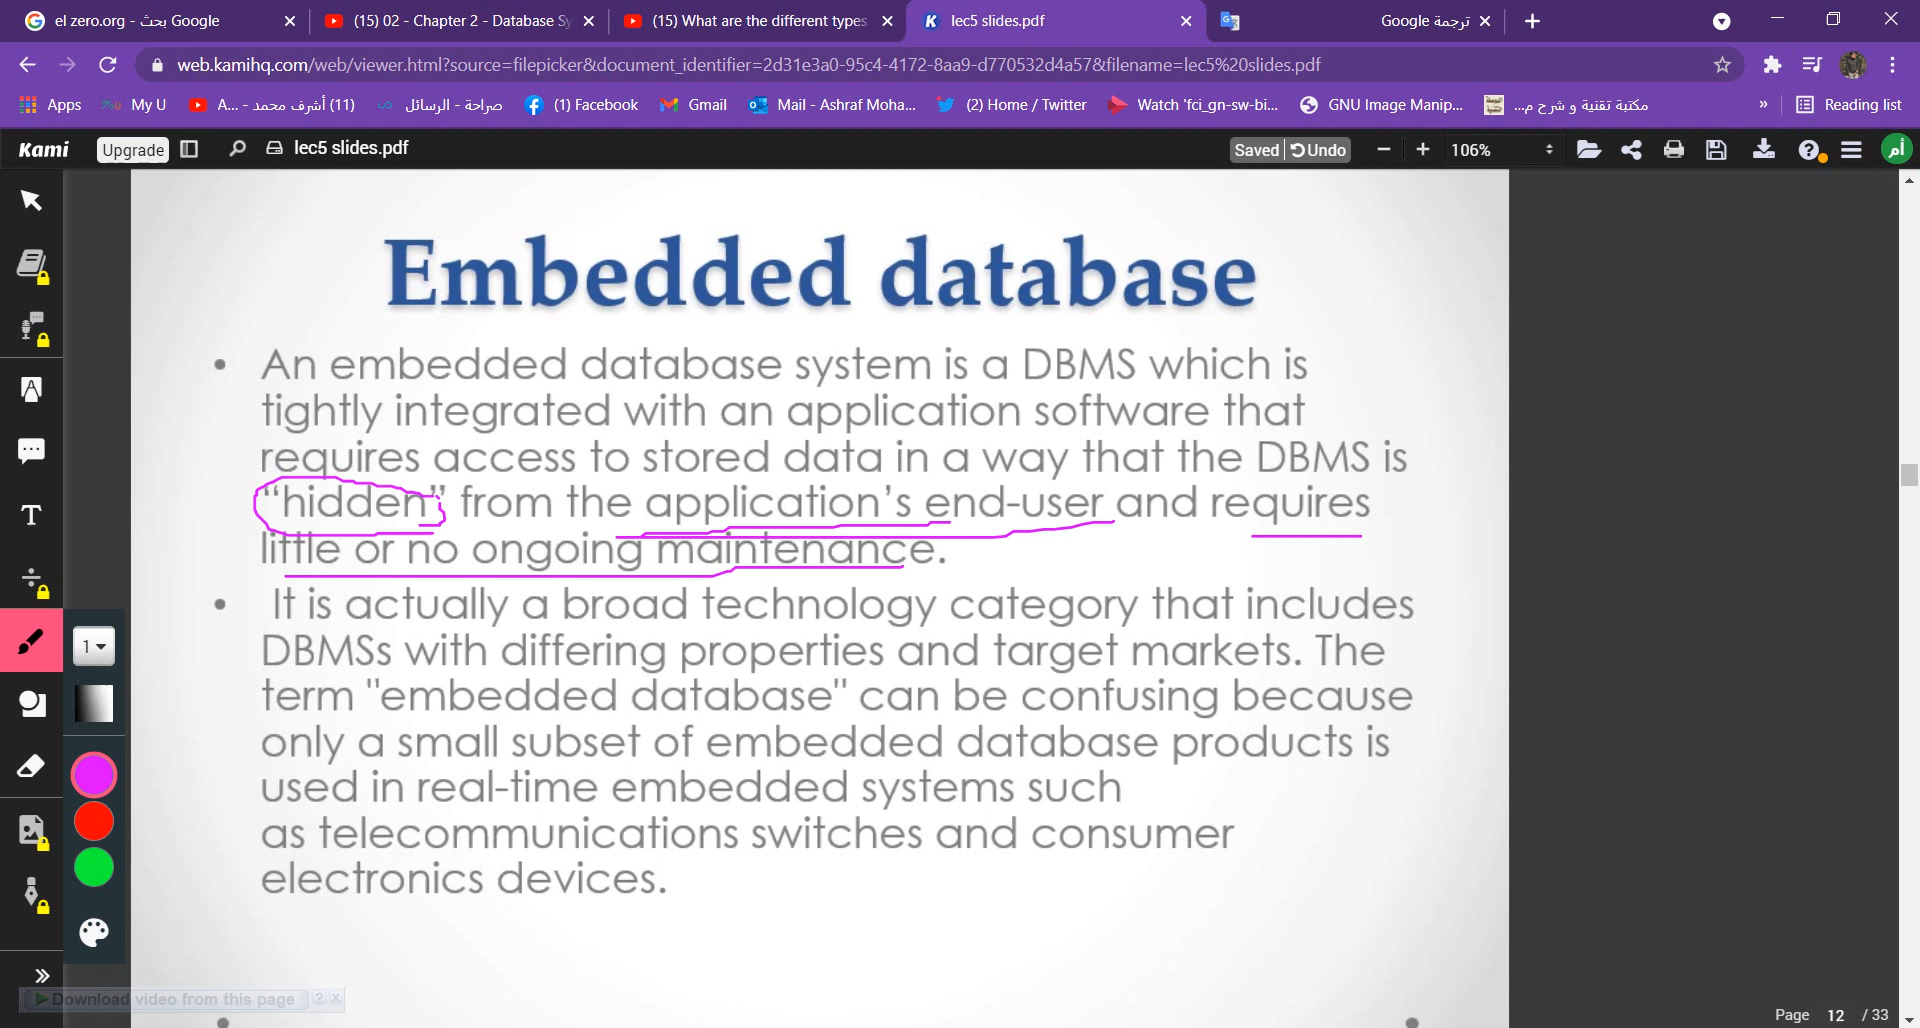 el zero.org - بحث Google
(15) 02 - Chapter 2 - Database Sy
(15) What are the different types
lec5 slides.pdf
ترجمة Google
web.kamihq.com/web/viewer.html?source=filepicker&document_identifier=2d31e3a0-95c4-4172-8aa9-d770532d4a57&filename=lec5%20slides.pdf
Apps
My U
(11) أشرف محمد - ...A
صراحة - الرسائل
(1) Facebook
Gmail
Mail - Ashraf Moha...
(2) Home / Twitter
Watch 'fci_gn-sw-bi...
GNU Image Manip...
مكتبة تقنية و شرح م...
»
Reading list
Kami
Upgrade
lec5 slides.pdf
Saved
Undo
106%
أم
Embedded database
• An embedded database system is a DBMS which is
tightly integrated with an application software that
requires access to stored data in a way that the DBMS is
“hidden” from the application’s end-user and requires
little or no ongoing maintenance.
• It is actually a broad technology category that includes
DBMSs with differing properties and target markets. The
term "embedded database" can be confusing because
only a small subset of embedded database products is
used in real-time embedded systems such
as telecommunications switches and consumer
electronics devices.
1
Download video from this page
?
Page 12 / 33